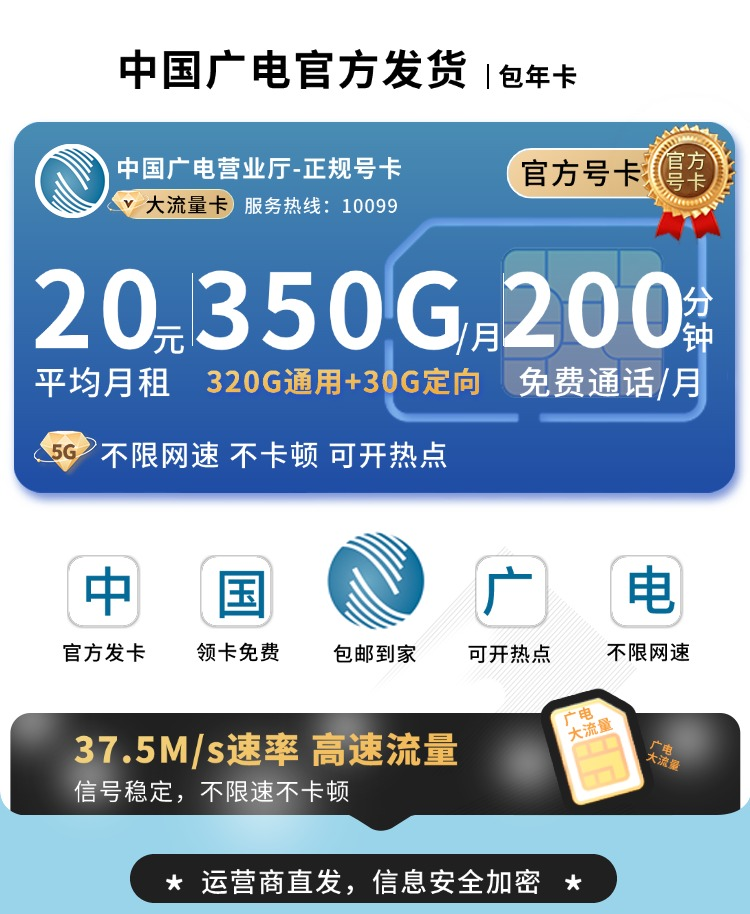 中国广电官方发货 | 包年卡
中国广电营业厅-正规号卡
官方号卡
官方
号卡
V 大流量卡 服务热线：10099
20元 350G/月 200分钟
平均月租 320G通用+30G定向 免费通话/月
5G 不限网速 不卡顿 可开热点
中 国 广 电
官方发卡 领卡免费 包邮到家 可开热点 不限网速
37.5M/s速率 高速流量
信号稳定，不限速不卡顿
广电
大流量
广电
大流量
★ 运营商直发，信息安全加密 ★